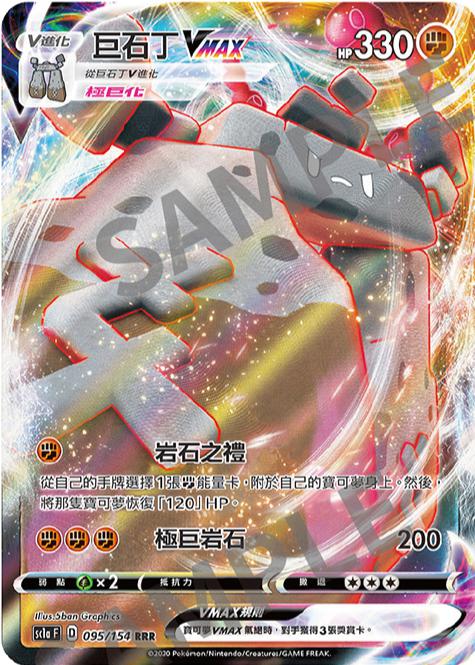 V進化
巨石丁VMAX
HP330
從巨石丁V進化
極巨化
SAMPLE
岩石之禮
從自己的手牌選擇1張能量卡,附於自己的寶可夢身上。然後,
將那隻寶可夢恢復「120」HP。
極巨岩石 200
弱點 ×2 抵抗力 撤退
Illus.5ban Graphics
VMAX規則
sc1a F D 095/154 RRR
寶可夢VMAX氣絕時,對手獲得3張獎賞卡。
©2020 Pokémon/Nintendo/Creatures/GAME FREAK.
SAMPLE